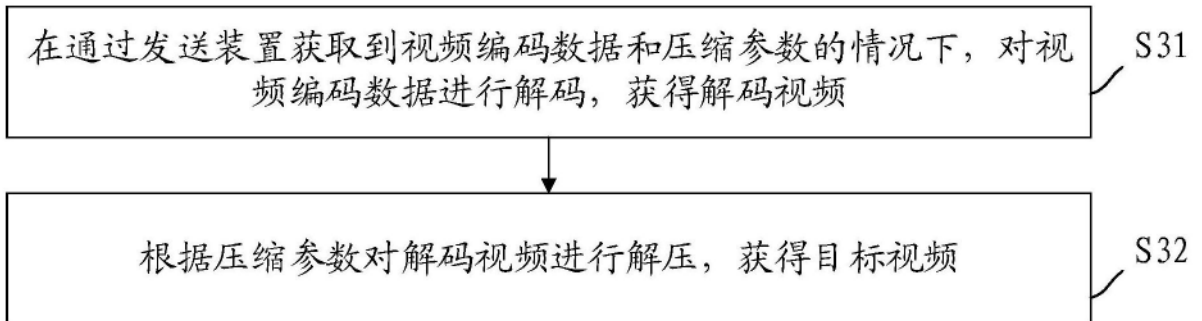 在通过发送装置获取到视频编码数据和压缩参数的情况下，对视
S31
频编码数据进行解码，获得解码视频
根据压缩参数对解码视频进行解压，获得目标视频
S32